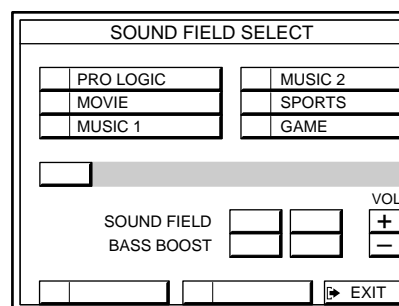 SOUND FIELD SELECT
PRO LOGIC
MOVIE
MUSIC 1
MUSIC 2
SPORTS
GAME
VOL
SOUND FIELD
BASS BOOST
+
−
EXIT